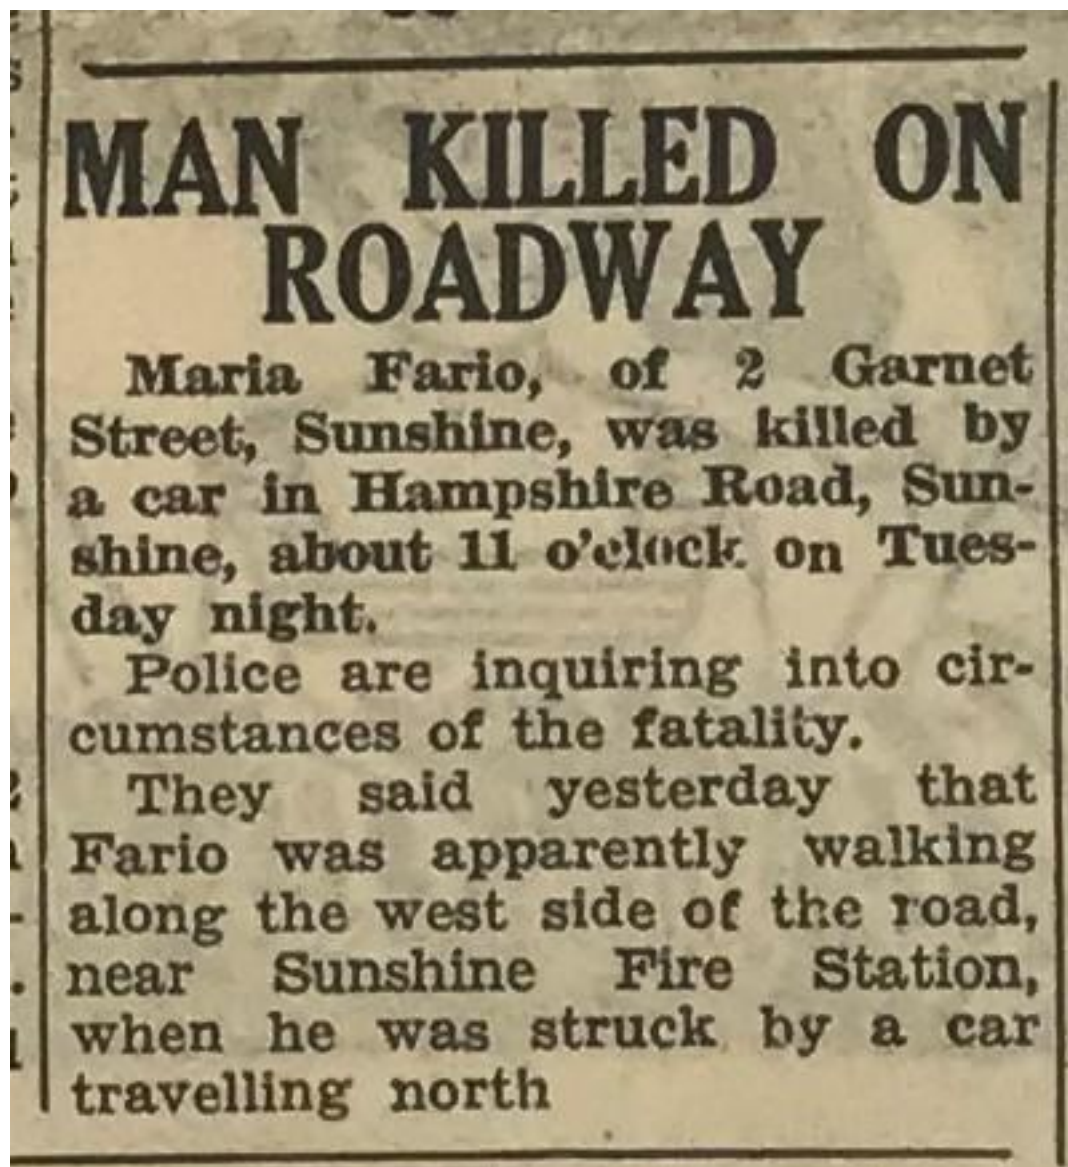 MAN KILLED ON
ROADWAY
Maria Fario, of 2 Garnet
Street, Sunshine, was killed by
a car in Hampshire Road, Sun-
shine, about 11 o'clock on Tues-
day night.
Police are inquiring into cir-
cumstances of the fatality.
They said yesterday that
Fario was apparently walking
along the west side of the road,
near Sunshine Fire Station,
when he was struck by a car
travelling north